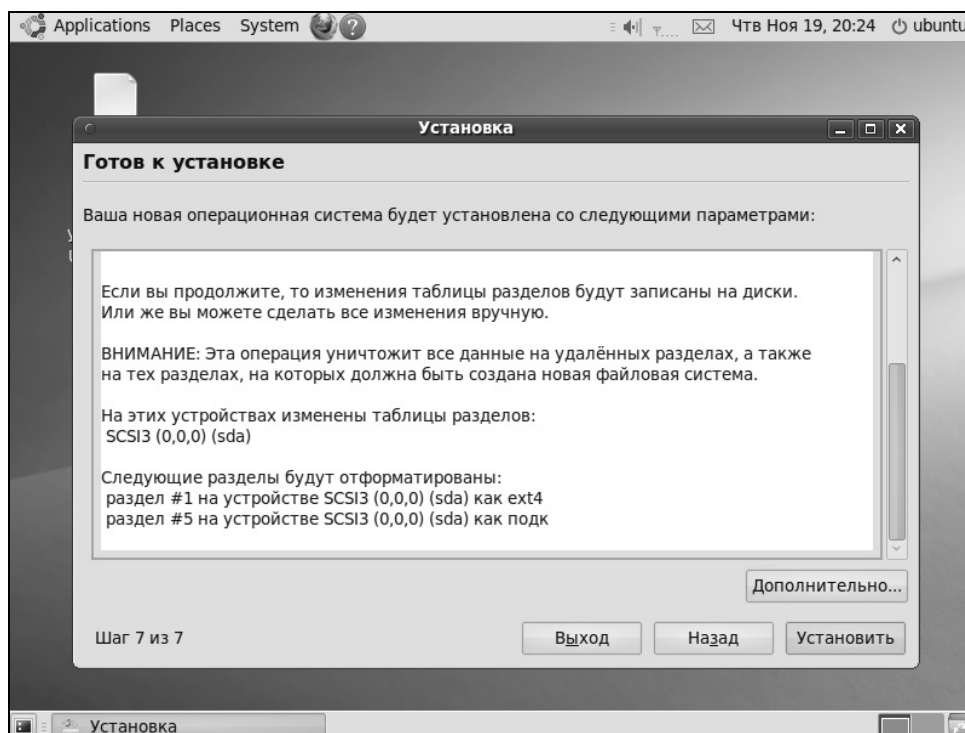 Applications Places System ? Чтв Ноя 19, 20:24 ubuntu
Установка
Готов к установке
Ваша новая операционная система будет установлена со следующими параметрами:
Если вы продолжите, то изменения таблицы разделов будут записаны на диски.
Или же вы можете сделать все изменения вручную.
ВНИМАНИЕ: Эта операция уничтожит все данные на удалённых разделах, а также
на тех разделах, на которых должна быть создана новая файловая система.
На этих устройствах изменены таблицы разделов:
SCSI3 (0,0,0) (sda)
Следующие разделы будут отформатированы:
раздел #1 на устройстве SCSI3 (0,0,0) (sda) как ext4
раздел #5 на устройстве SCSI3 (0,0,0) (sda) как подк
Дополнительно...
Шаг 7 из 7 Выход Назад Установить
Установка